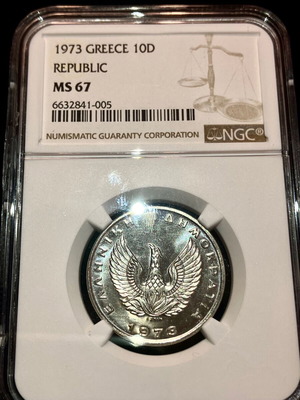 1973 GREECE 10D
REPUBLIC
MS 67
6632841-005
NUMISMATIC GUARANTY CORPORATION
NGC®
ΕΛΛΗΝΙΚΗ ΔΗΜΟΚΡΑΤΙΑ
1973